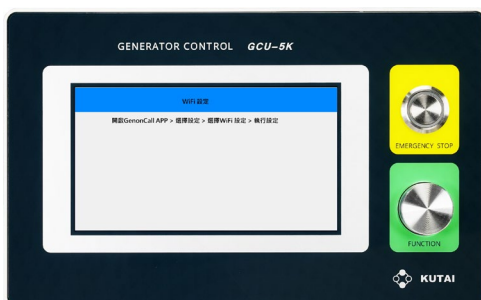 GENERATOR CONTROL GCU-5K
WiFi 設定
開啟GenonCall APP > 選擇設定 > 選擇WiFi 設定 > 執行設定
EMERGENCY STOP
FUNCTION
KUTAI